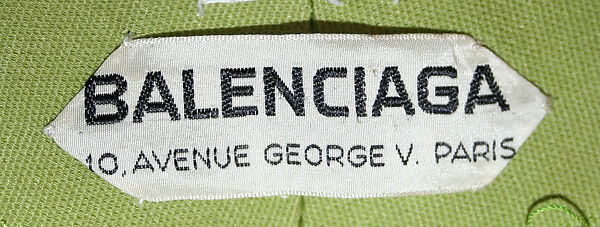 BALENCIAGA
10, AVENUE GEORGE V. PARIS